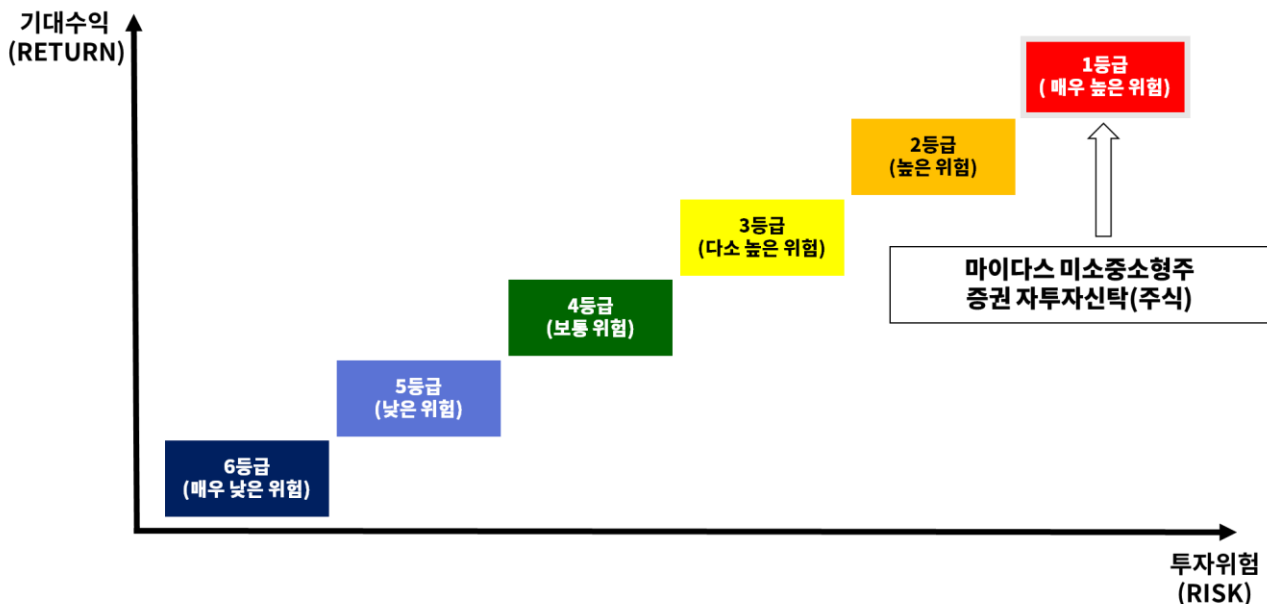 기대수익
(RETURN)
1등급
( 매우 높은 위험)
2등급
(높은 위험)
3등급
(다소 높은 위험)
마이다스 미소중소형주
증권 자투자신탁(주식)
4등급
(보통 위험)
5등급
(낮은 위험)
6등급
(매우 낮은 위험)
투자위험
(RISK)